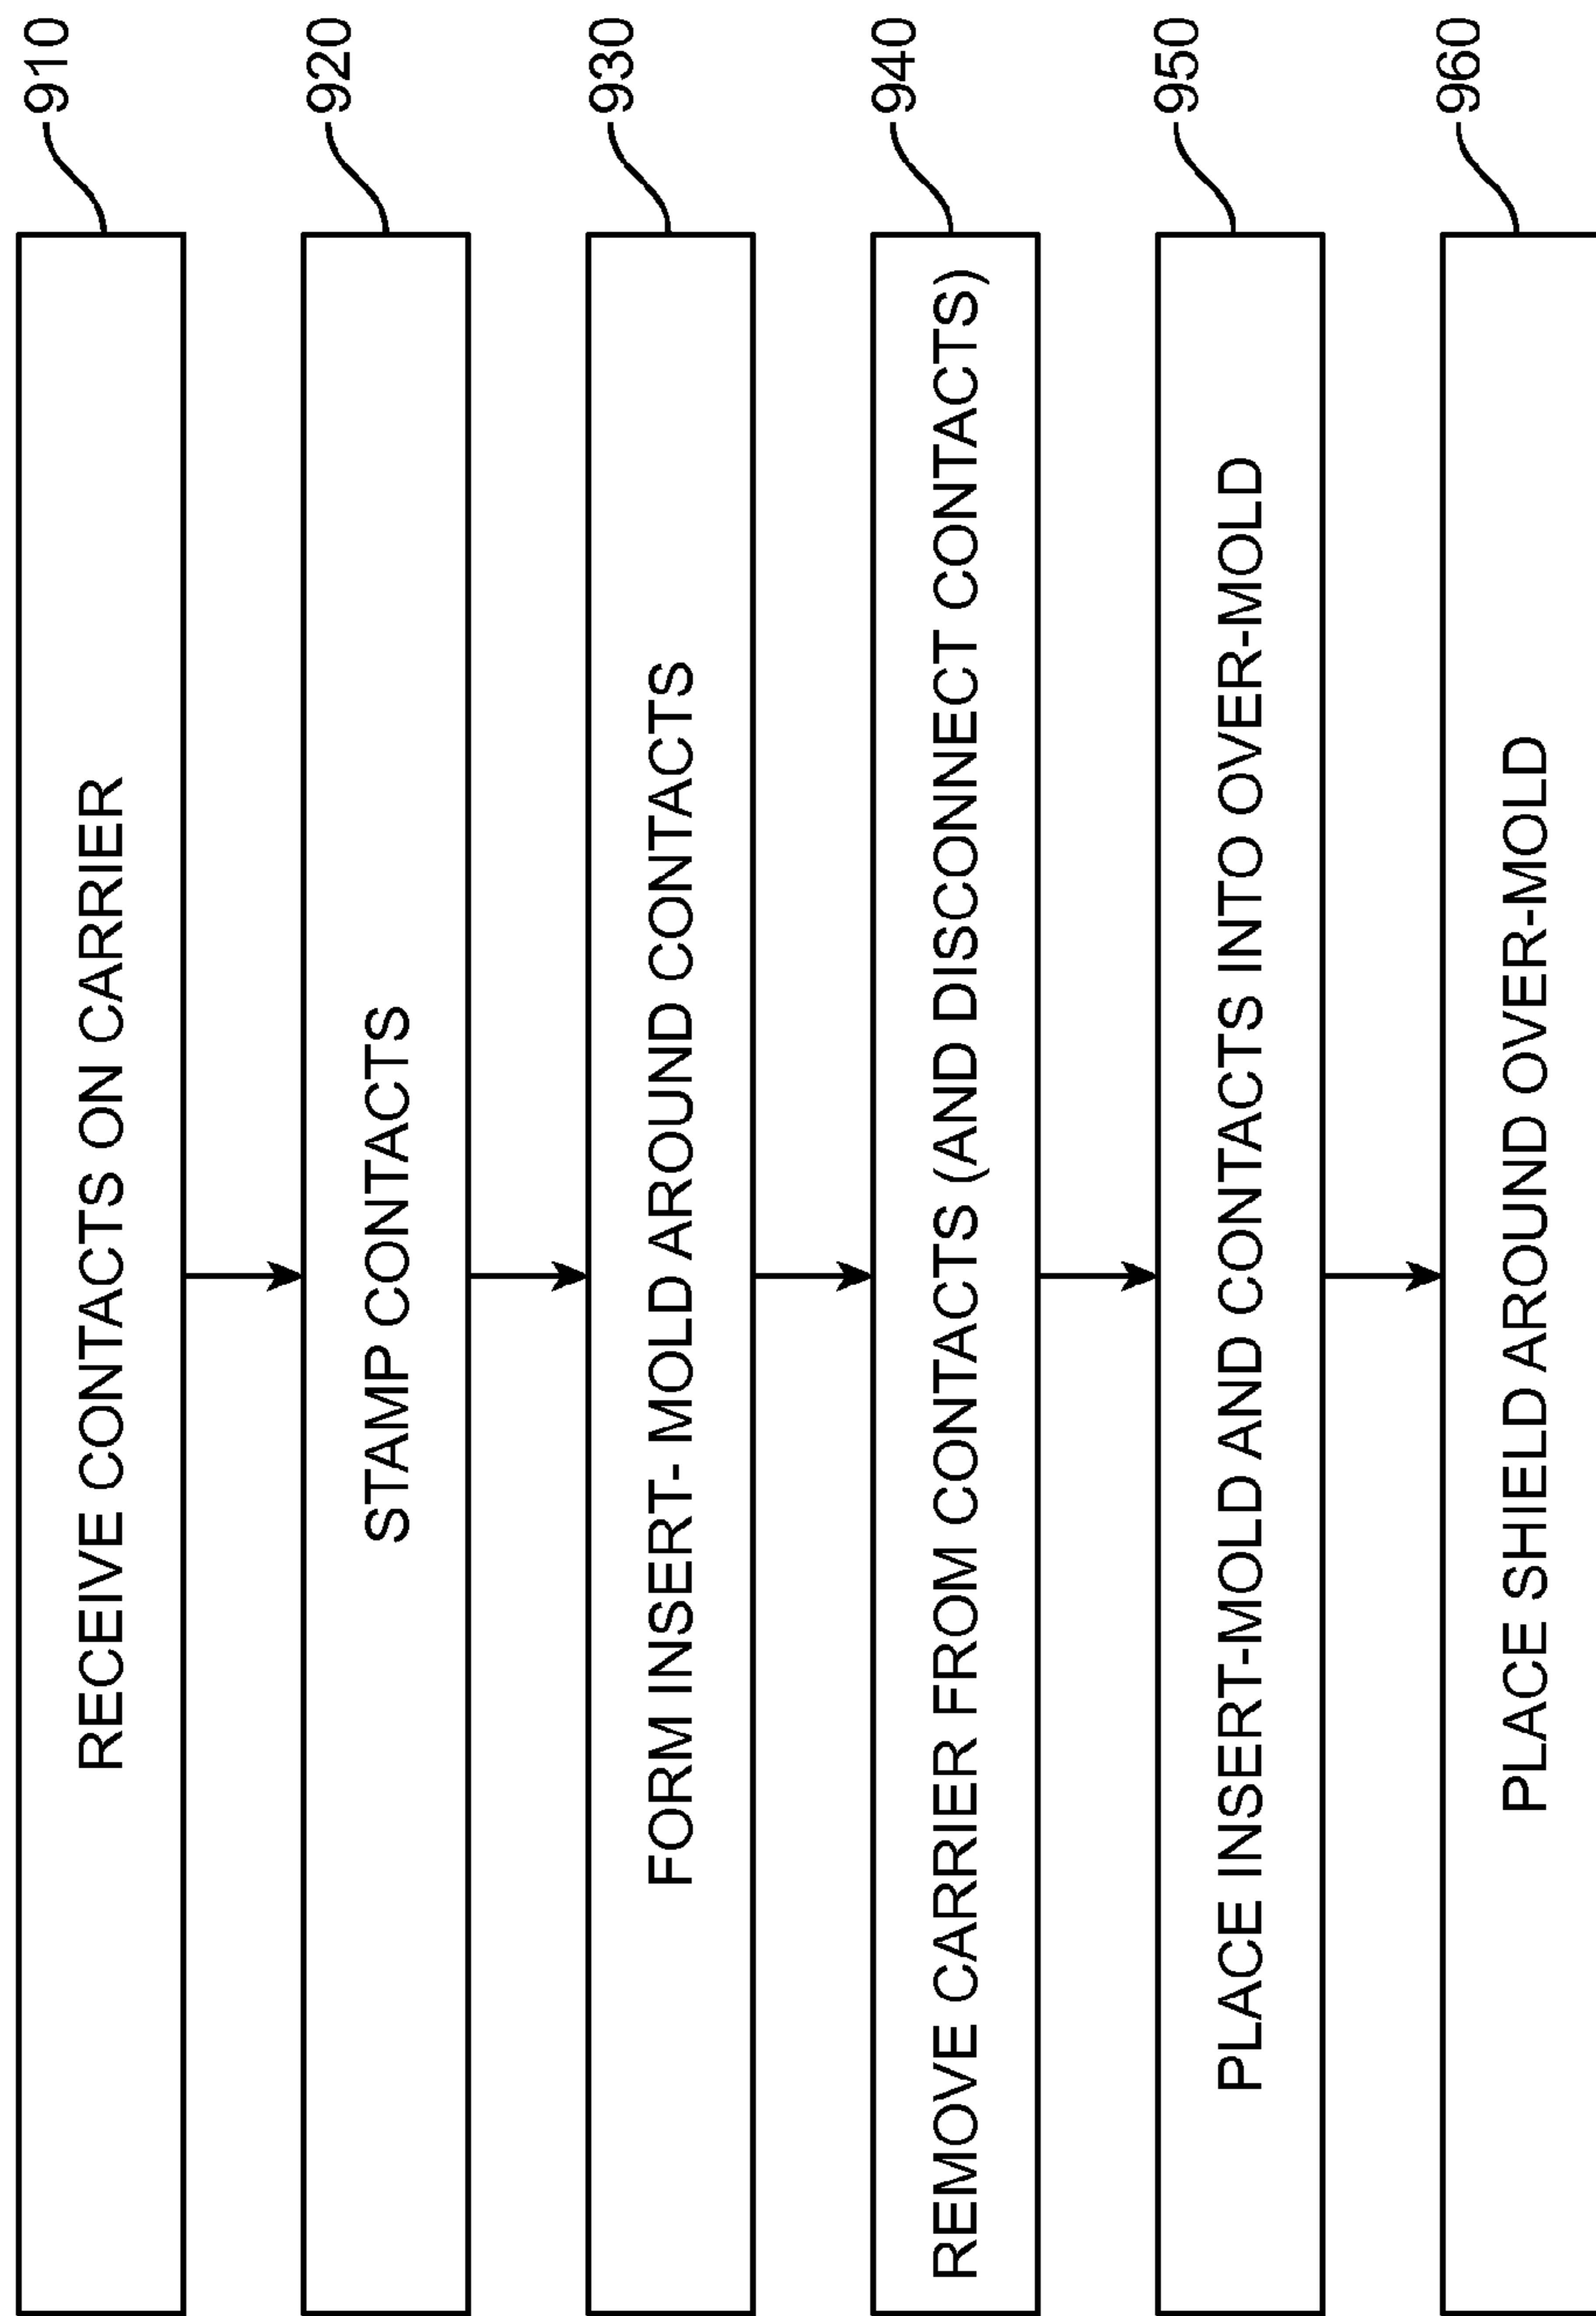 RECEIVE CONTACTS ON CARRIER
910
STAMP CONTACTS
920
FORM INSERT- MOLD AROUND CONTACTS
930
REMOVE CARRIER FROM CONTACTS (AND DISCONNECT CONTACTS)
940
PLACE INSERT-MOLD AND CONTACTS INTO OVER-MOLD
950
PLACE SHIELD AROUND OVER-MOLD
960